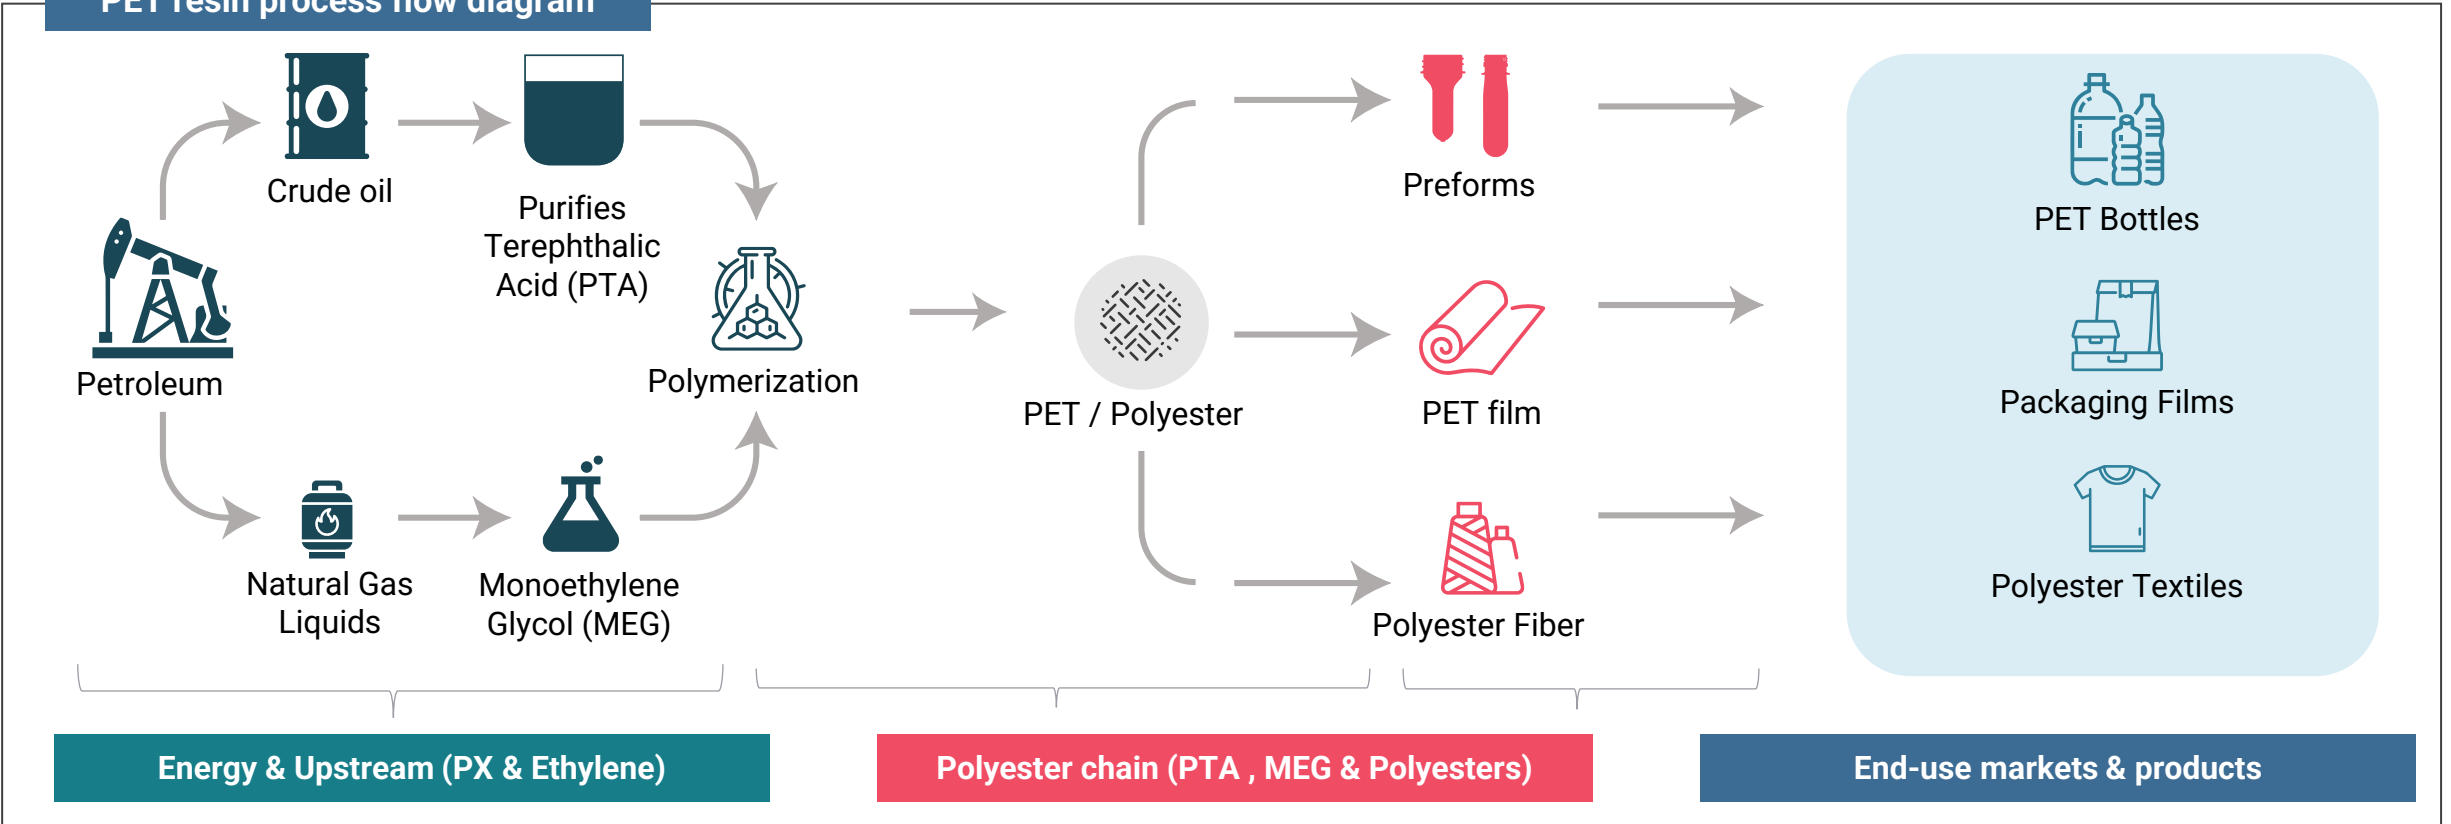 PET resin process flow diagram
Crude oil
Purifies
Terephthalic
Acid (PTA)
Petroleum
Polymerization
Natural Gas
Liquids
Monoethylene
Glycol (MEG)
PET / Polyester
Preforms
PET film
Polyester Fiber
PET Bottles
Packaging Films
Polyester Textiles
Energy & Upstream (PX & Ethylene)
Polyester chain (PTA , MEG & Polyesters)
End-use markets & products